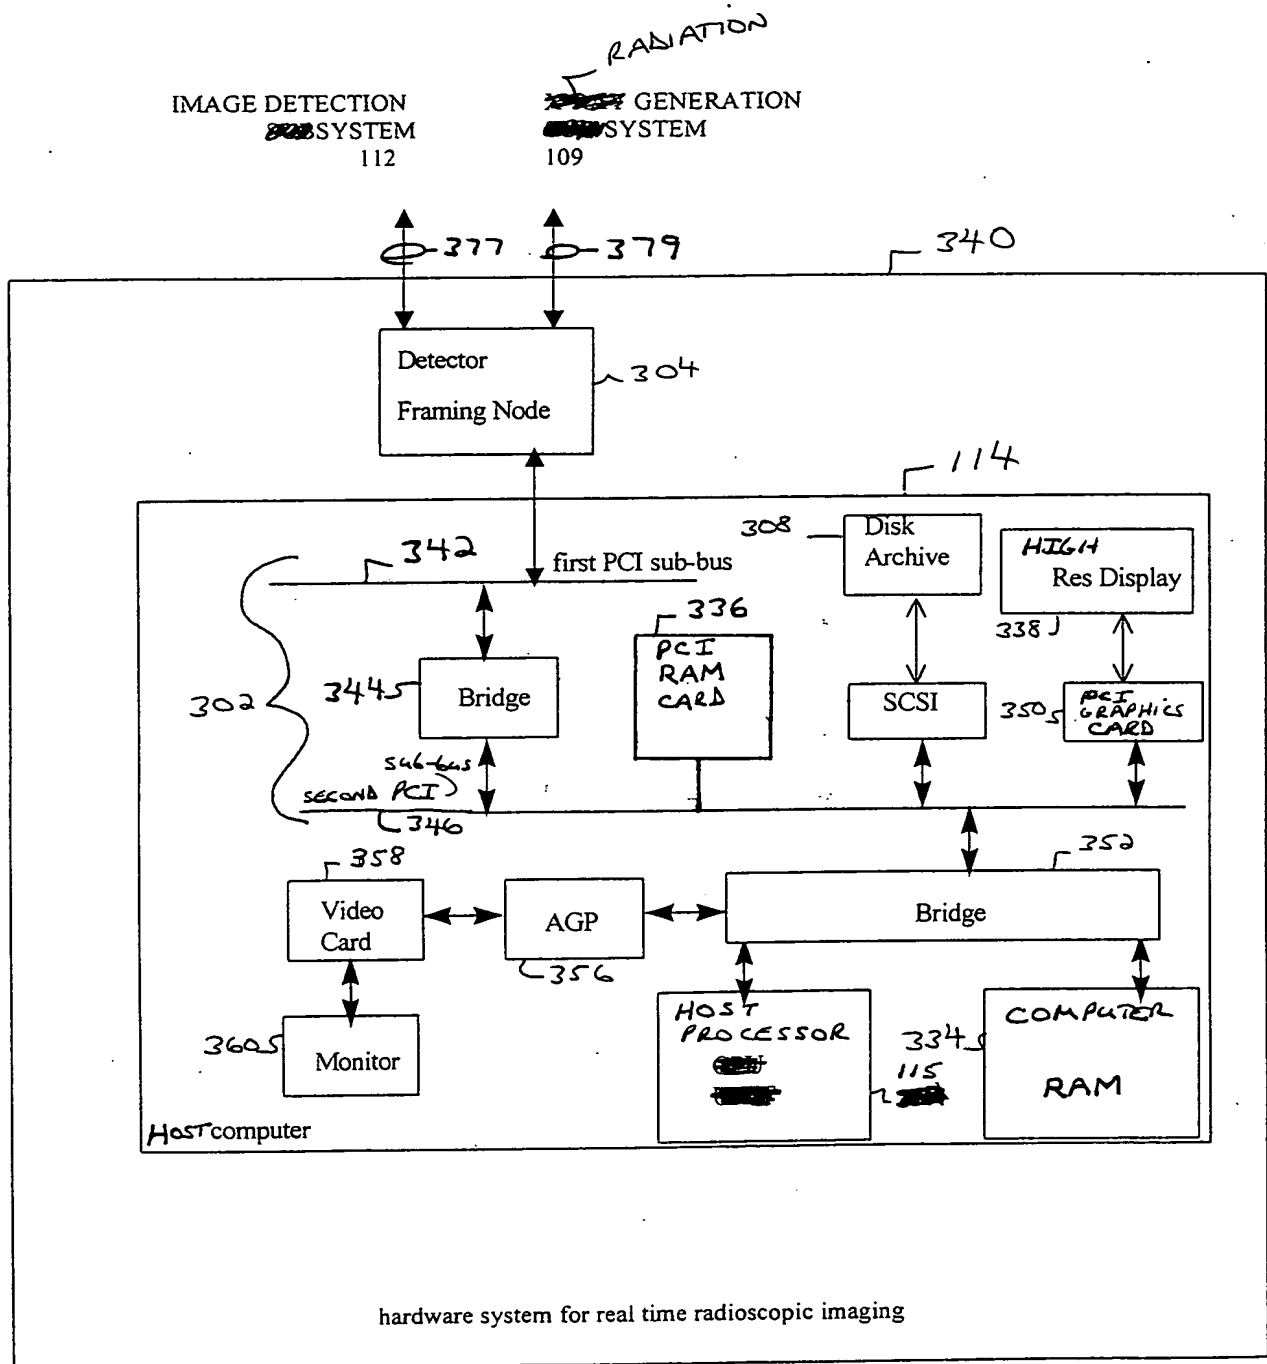 RADIATION
IMAGE DETECTION
SYSTEM
112
GENERATION
SYSTEM
109
377
379
340
Detector
Framing Node
304
114
308
Disk
Archive
HIGH
Res Display
338
342
first PCI sub-bus
336
PCI
RAM
CARD
302
344
Bridge
SCSI
350
PCI
GRAPHICS
CARD
sub-bus
SECOND PCI
346
358
352
Video
Card
AGP
Bridge
356
HOST
PROCESSOR
115
334
COMPUTER
RAM
360
Monitor
HOST computer
hardware system for real time radioscopic imaging